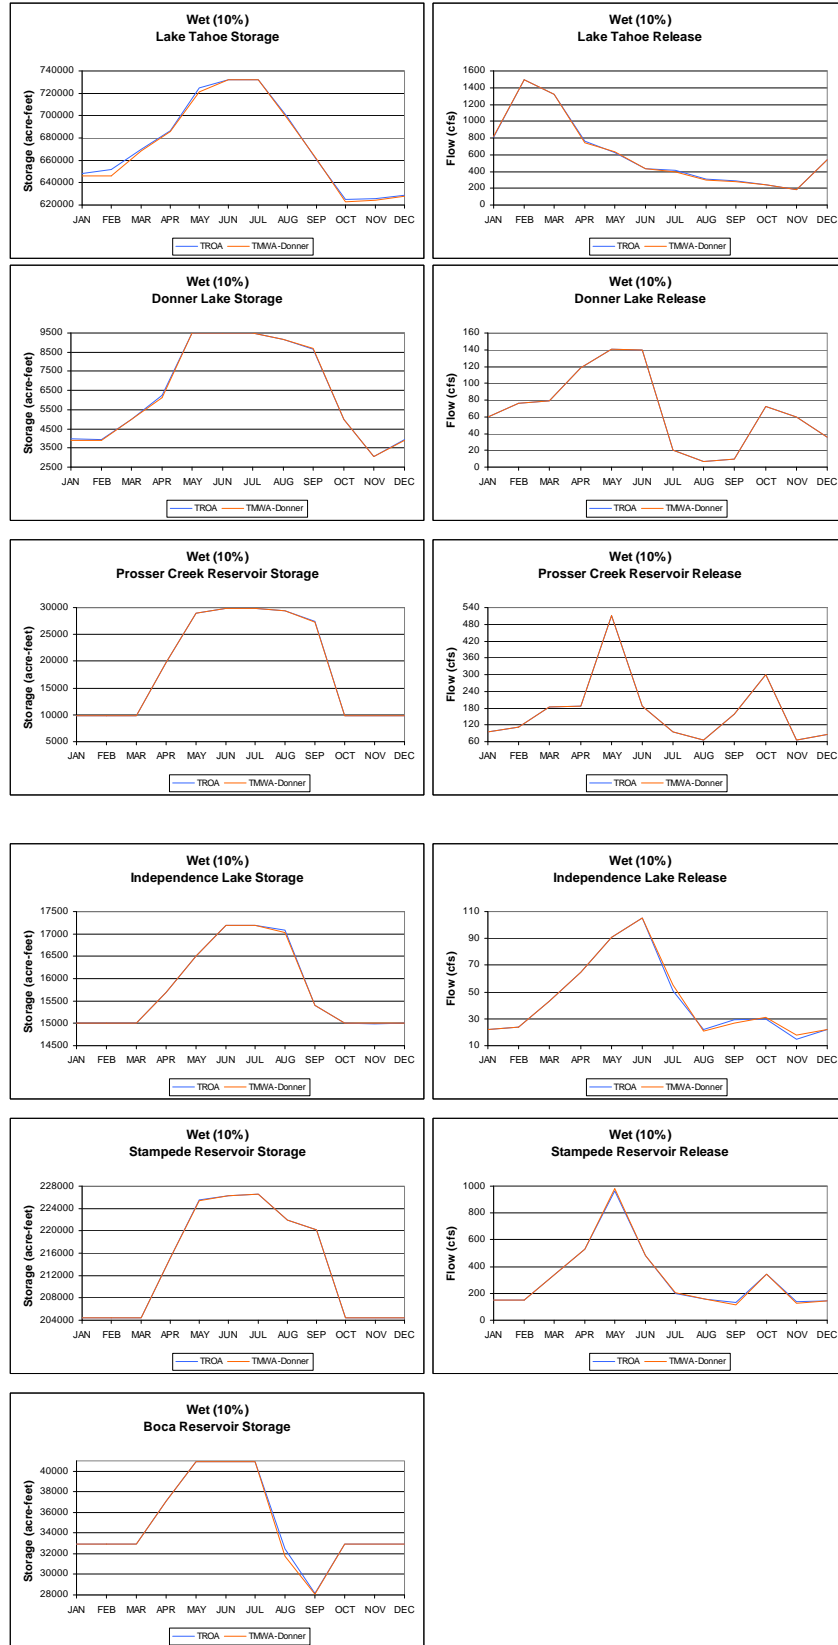 Wet (10%)
Lake Tahoe Storage
Storage (acre-feet)
740000
720000
700000
680000
660000
640000
620000
JAN FEB MAR APR MAY JUN JUL AUG SEP OCT NOV DEC
TROA TMWA-Donner
Wet (10%)
Lake Tahoe Release
Flow (cfs)
1600
1400
1200
1000
800
600
400
200
0
JAN FEB MAR APR MAY JUN JUL AUG SEP OCT NOV DEC
TROA TMWA-Donner
Wet (10%)
Donner Lake Storage
Storage (acre-feet)
9500
8500
7500
6500
5500
4500
3500
2500
JAN FEB MAR APR MAY JUN JUL AUG SEP OCT NOV DEC
TROA TMWA-Donner
Wet (10%)
Donner Lake Release
Flow (cfs)
160
140
120
100
80
60
40
20
0
JAN FEB MAR APR MAY JUN JUL AUG SEP OCT NOV DEC
TROA TMWA-Donner
Wet (10%)
Prosser Creek Reservoir Storage
Storage (acre-feet)
30000
25000
20000
15000
10000
5000
JAN FEB MAR APR MAY JUN JUL AUG SEP OCT NOV DEC
TROA TMWA-Donner
Wet (10%)
Prosser Creek Reservoir Release
Flow (cfs)
540
480
420
360
300
240
180
120
60
JAN FEB MAR APR MAY JUN JUL AUG SEP OCT NOV DEC
TROA TMWA-Donner
Wet (10%)
Independence Lake Storage
Storage (acre-feet)
17500
17000
16500
16000
15500
15000
14500
JAN FEB MAR APR MAY JUN JUL AUG SEP OCT NOV DEC
TROA TMWA-Donner
Wet (10%)
Independence Lake Release
Flow (cfs)
110
90
70
50
30
10
JAN FEB MAR APR MAY JUN JUL AUG SEP OCT NOV DEC
TROA TMWA-Donner
Wet (10%)
Stampede Reservoir Storage
Storage (acre-feet)
228000
224000
220000
216000
212000
208000
204000
JAN FEB MAR APR MAY JUN JUL AUG SEP OCT NOV DEC
TROA TMWA-Donner
Wet (10%)
Stampede Reservoir Release
Flow (cfs)
1000
800
600
400
200
0
JAN FEB MAR APR MAY JUN JUL AUG SEP OCT NOV DEC
TROA TMWA-Donner
Wet (10%)
Boca Reservoir Storage
Storage (acre-feet)
40000
38000
36000
34000
32000
30000
28000
JAN FEB MAR APR MAY JUN JUL AUG SEP OCT NOV DEC
TROA TMWA-Donner